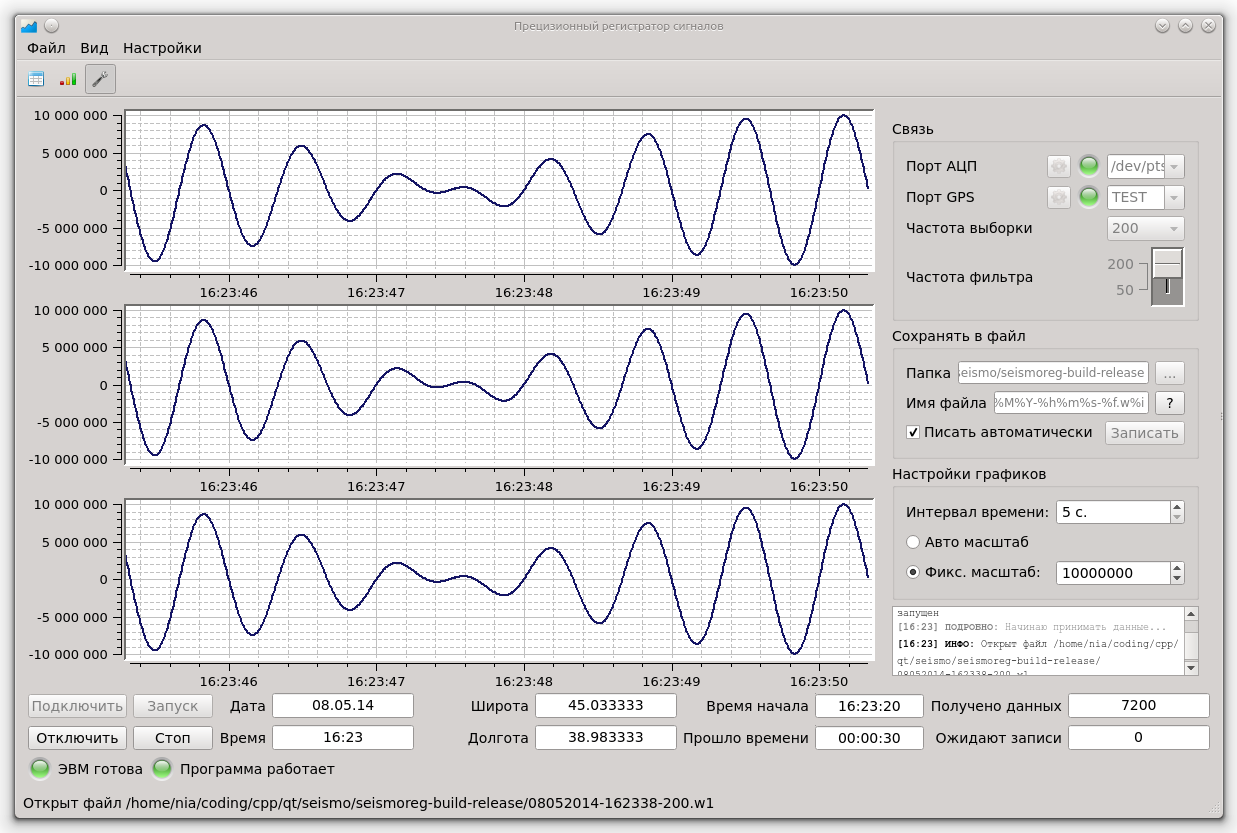 Прецизионный регистратор сигналов
Файл Вид Настройки
10 000 000
5 000 000
0
-5 000 000
-10 000 000
16:23:46 16:23:47 16:23:48 16:23:49 16:23:50
10 000 000
5 000 000
0
-5 000 000
-10 000 000
16:23:46 16:23:47 16:23:48 16:23:49 16:23:50
10 000 000
5 000 000
0
-5 000 000
-10 000 000
16:23:46 16:23:47 16:23:48 16:23:49 16:23:50
Связь
Порт АЦП /dev/pts
Порт GPS TEST
Частота выборки 200
Частота фильтра 200
50
Сохранять в файл
Папка seismo/seismoreg-build-release ...
Имя файла %M%Y-%h%m%s-%f.w%i ?
Писать автоматически Записать
Настройки графиков
Интервал времени: 5 с.
Авто масштаб
Фикс. масштаб: 10000000
запущен
[16:23] ПОДРОБНО: Начинаю принимать данные...
[16:23] ИНФО: Открыт файл /home/nia/coding/cpp/
qt/seismo/seismoreg-build-release/
08052014-162338-200.w1
Подключить Запуск Дата 08.05.14 Широта 45.033333 Время начала 16:23:20 Получено данных 7200
Отключить Стоп Время 16:23 Долгота 38.983333 Прошло времени 00:00:30 Ожидают записи 0
ЭВМ готова Программа работает
Открыт файл /home/nia/coding/cpp/qt/seismo/seismoreg-build-release/08052014-162338-200.w1